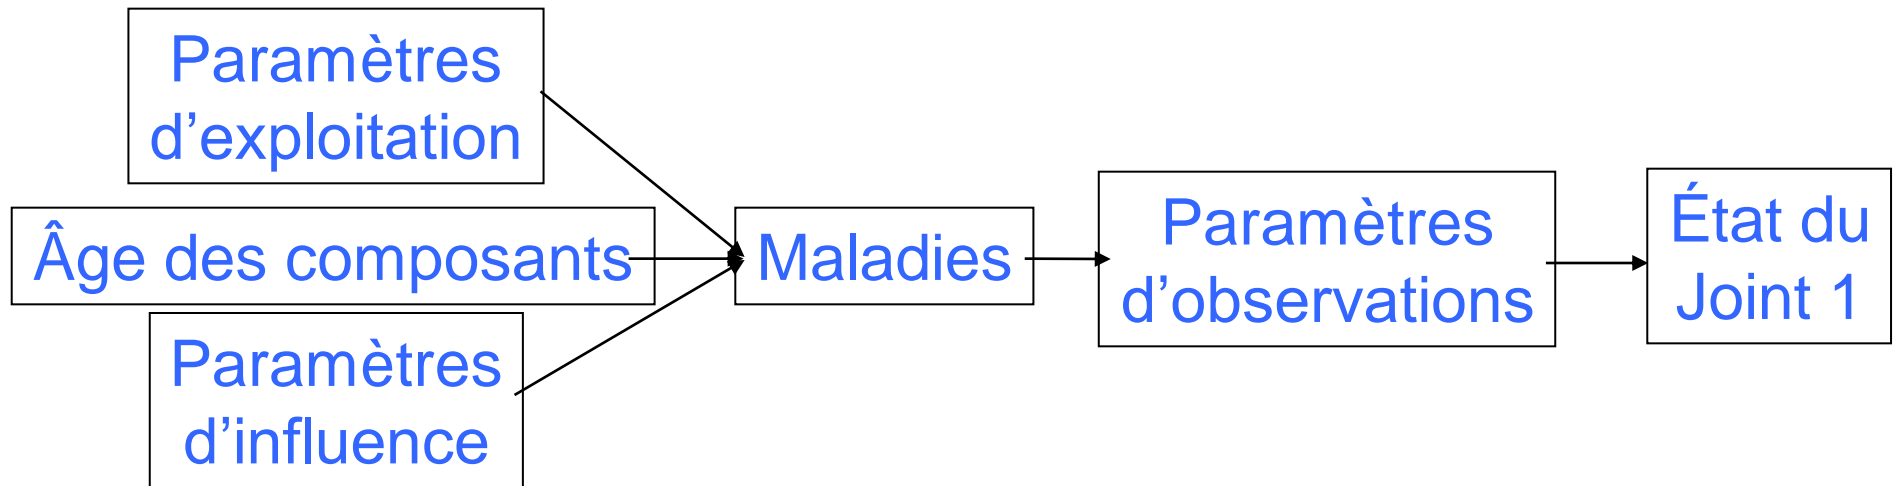 Paramètres
d’exploitation
Âge des composants
Paramètres
d’influence
Maladies
Paramètres
d’observations
État du
Joint 1